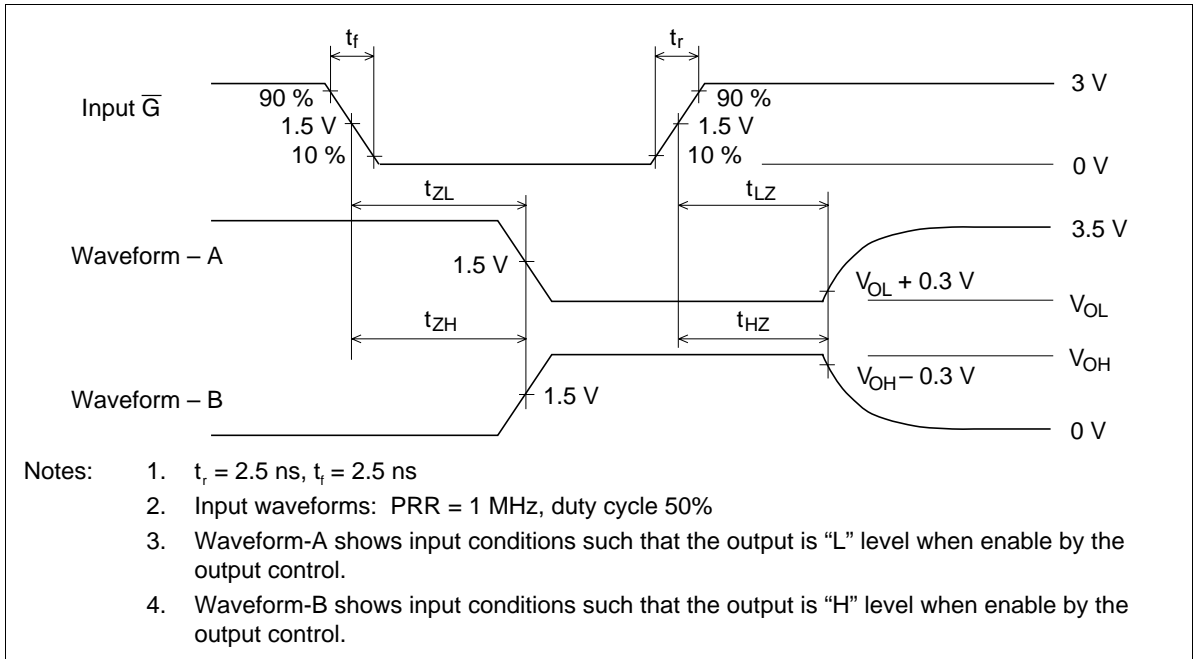 tf
tr
Input G̅
90 %
1.5 V
10 %
90 %
1.5 V
10 %
3 V
0 V
tZL
tLZ
Waveform – A
1.5 V
3.5 V
VOL + 0.3 V
VOL
tZH
tHZ
VOH
VOH – 0.3 V
Waveform – B
1.5 V
0 V
Notes: 1. tr = 2.5 ns, tf = 2.5 ns
2. Input waveforms: PRR = 1 MHz, duty cycle 50%
3. Waveform-A shows input conditions such that the output is “L” level when enable by the
output control.
4. Waveform-B shows input conditions such that the output is “H” level when enable by the
output control.